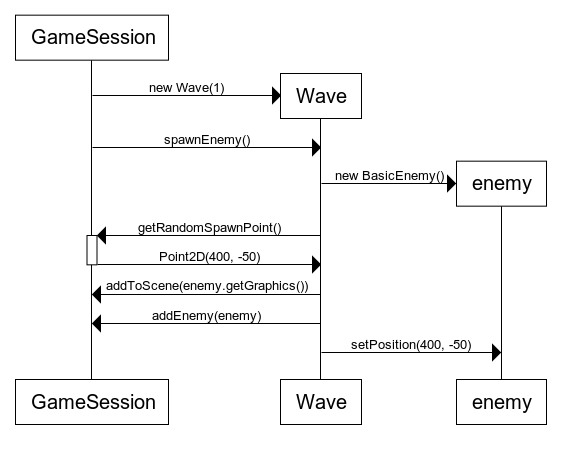 GameSession
new Wave(1)
Wave
spawnEnemy()
new BasicEnemy()
enemy
getRandomSpawnPoint()
Point2D(400, -50)
addToScene(enemy.getGraphics())
addEnemy(enemy)
setPosition(400, -50)
GameSession
Wave
enemy